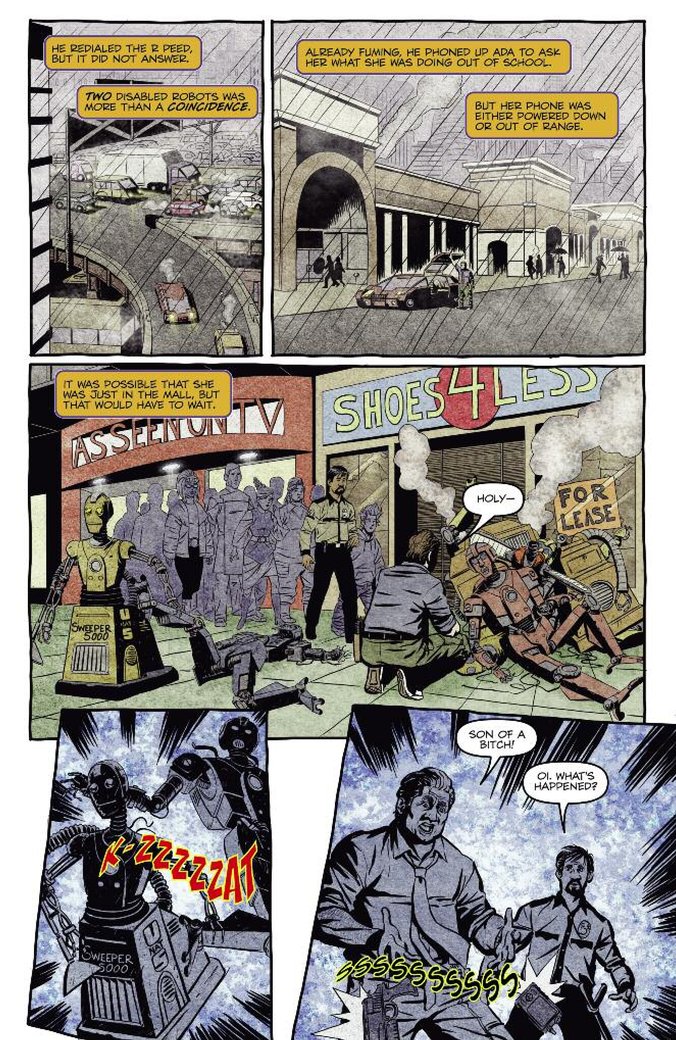 HE REDIALED THE R PEED,
BUT IT DID NOT ANSWER.
TWO DISABLED ROBOTS WAS
MORE THAN A COINCIDENCE.
ALREADY FUMING, HE PHONED UP ADA TO ASK
HER WHAT SHE WAS DOING OUT OF SCHOOL.
BUT HER PHONE WAS
EITHER POWERED DOWN
OR OUT OF RANGE.
IT WAS POSSIBLE THAT SHE
WAS JUST IN THE MALL, BUT
THAT WOULD HAVE TO WAIT.
AS SEEN ON TV
SHOES 4 LESS
HOLY—
FOR
LEASE
SWEEPER
5000
K-ZZZZZZAT
SWEEPER
5000
SON OF A
BITCH!
OI. WHAT'S
HAPPENED?
SSSSSSSSSSS